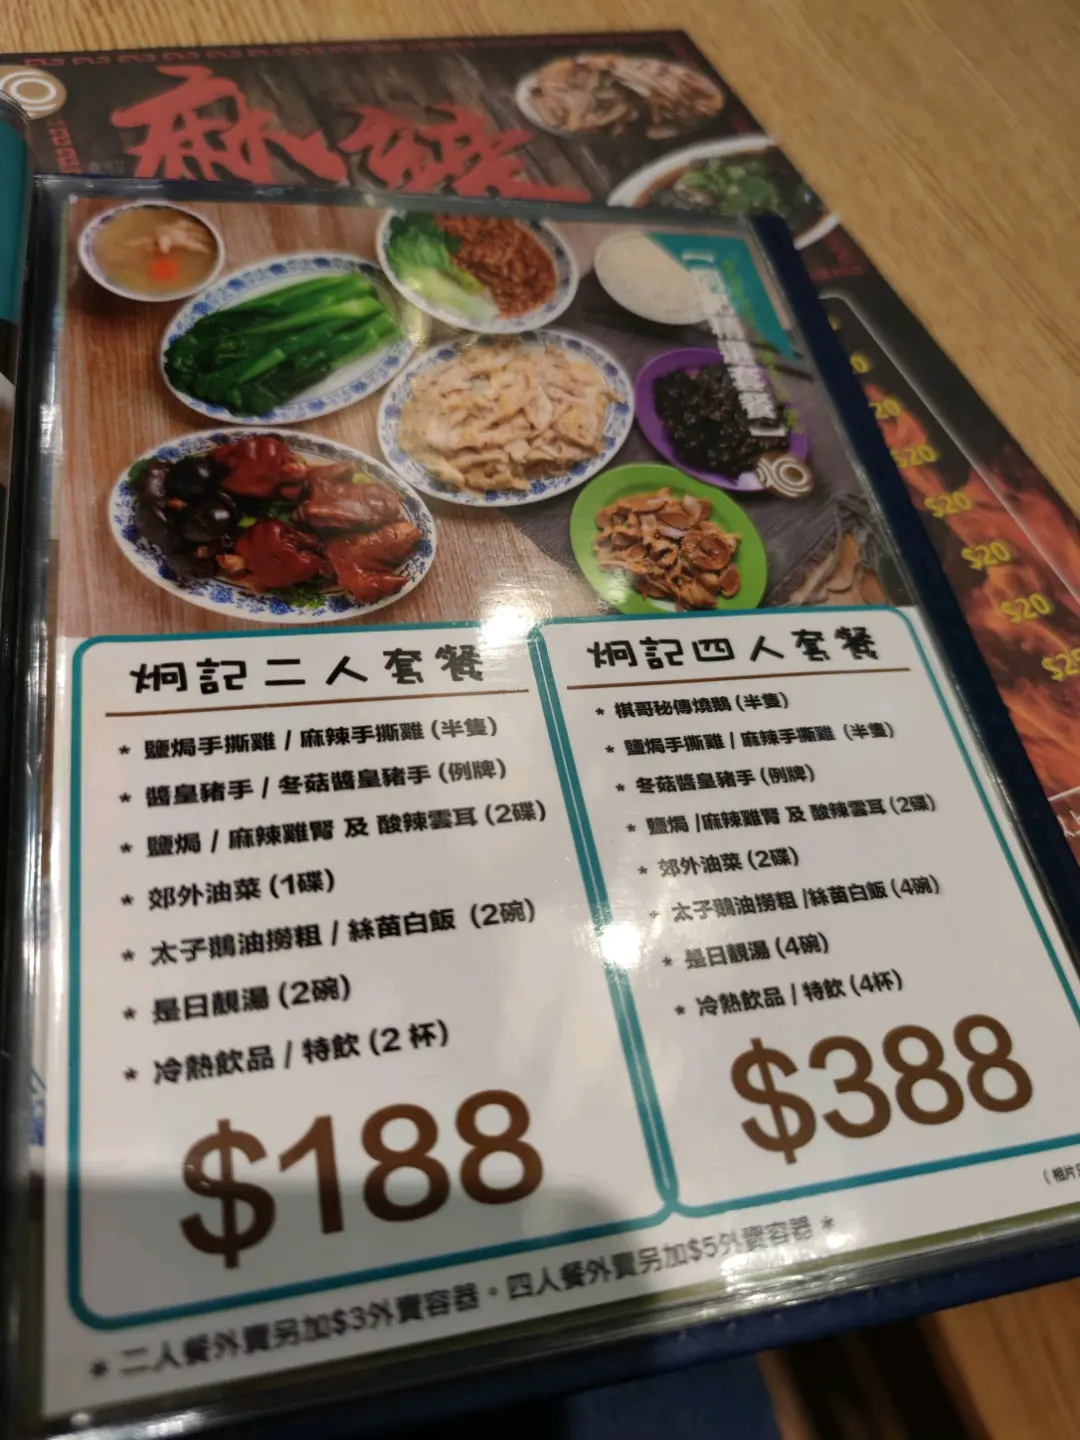 麻辣
炯記二人套餐
* 鹽焗手撕雞 / 麻辣手撕雞 (半隻)
* 醬皇豬手 / 冬菇醬皇豬手 (例牌)
* 鹽焗 / 麻辣雞腎 及 酸辣雲耳 (2碟)
* 郊外油菜 (1碟)
* 太子鵝油撈粗 / 絲苗白飯 (2碗)
* 是日靚湯 (2碗)
* 冷熱飲品 / 特飲 (2 杯)
$188
炯記四人套餐
* 棋哥秘傳燒鵝 (半隻)
* 鹽焗手撕雞 / 麻辣手撕雞 (半隻)
* 冬菇醬皇豬手 (例牌)
* 鹽焗 /麻辣雞腎 及 酸辣雲耳 (2碟)
* 郊外油菜 (2碟)
* 太子鵝油撈粗 /絲苗白飯 (4碗)
* 是日靚湯 (4碗)
* 冷熱飲品 / 特飲 (4杯)
$388
(相片
* 二人餐外賣另加$3外賣容器。四人餐外賣另加$5外賣容器 *
20
$20
$20
$20
$20